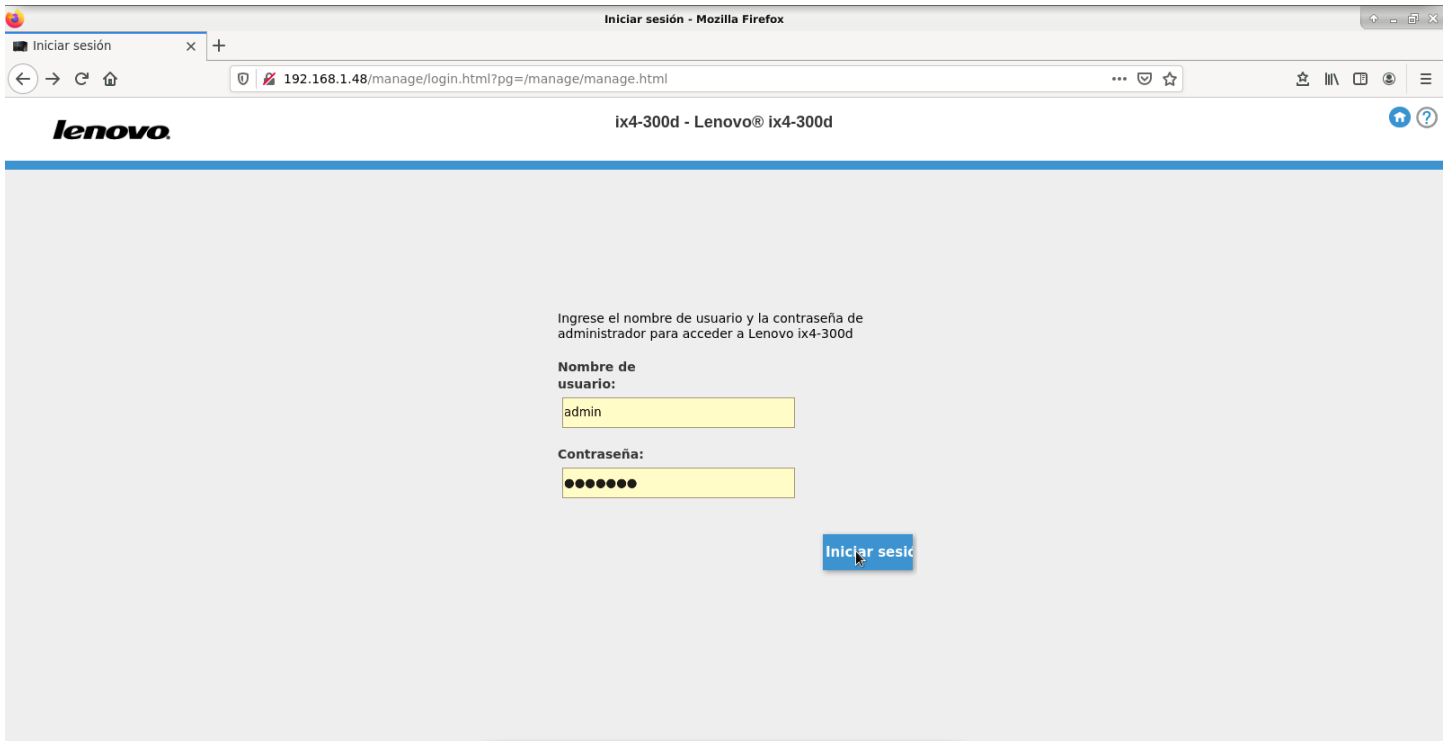 Iniciar sesión - Mozilla Firefox
Iniciar sesión
192.168.1.48/manage/login.html?pg=/manage/manage.html
lenovo
ix4-300d - Lenovo® ix4-300d
Ingrese el nombre de usuario y la contraseña de
administrador para acceder a Lenovo ix4-300d
Nombre de
usuario:
admin
Contraseña:
Iniciar sesió